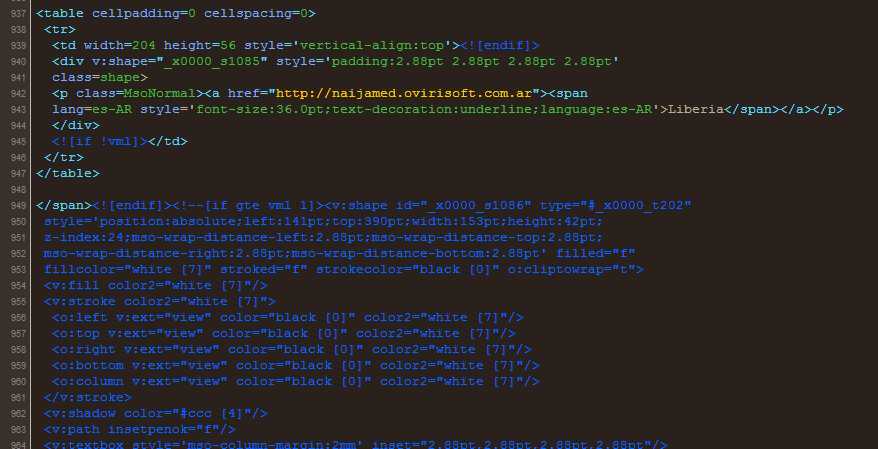 937 <table cellpadding=0 cellspacing=0>
938 <tr>
939 <td width=204 height=56 style='vertical-align:top'><![endif]>
940 <div v:shape="_x0000_s1085" style='padding:2.88pt 2.88pt 2.88pt 2.88pt'
941 class=shape>
942 <p class=MsoNormal><a href="http://naijamed.ovirisoft.com.ar"><span
943 lang=es-AR style='font-size:36.0pt;text-decoration:underline;language:es-AR'>Liberia</span></a></p>
944 </div>
945 <![if !vml]></td>
946 </tr>
947 </table>
948
949 </span><![endif]><!--[if gte vml 1]><v:shape id="_x0000_s1086" type="#_x0000_t202"
950 style='position:absolute;left:141pt;top:390pt;width:153pt;height:42pt;
951 z-index:24;mso-wrap-distance-left:2.88pt;mso-wrap-distance-top:2.88pt;
952 mso-wrap-distance-right:2.88pt;mso-wrap-distance-bottom:2.88pt' filled="f"
953 fillcolor="white [7]" stroked="f" strokecolor="black [0]" o:cliptowrap="t">
954 <v:fill color2="white [7]"/>
955 <v:stroke color2="white [7]">
956 <o:left v:ext="view" color="black [0]" color2="white [7]"/>
957 <o:top v:ext="view" color="black [0]" color2="white [7]"/>
958 <o:right v:ext="view" color="black [0]" color2="white [7]"/>
959 <o:bottom v:ext="view" color="black [0]" color2="white [7]"/>
960 <o:column v:ext="view" color="black [0]" color2="white [7]"/>
961 </v:stroke>
962 <v:shadow color="#ccc [4]"/>
963 <v:path insetpenok="f"/>
964 <v:textbox style='mso-column-margin:2mm' inset="2.88pt,2.88pt,2.88pt,2.88pt"/>